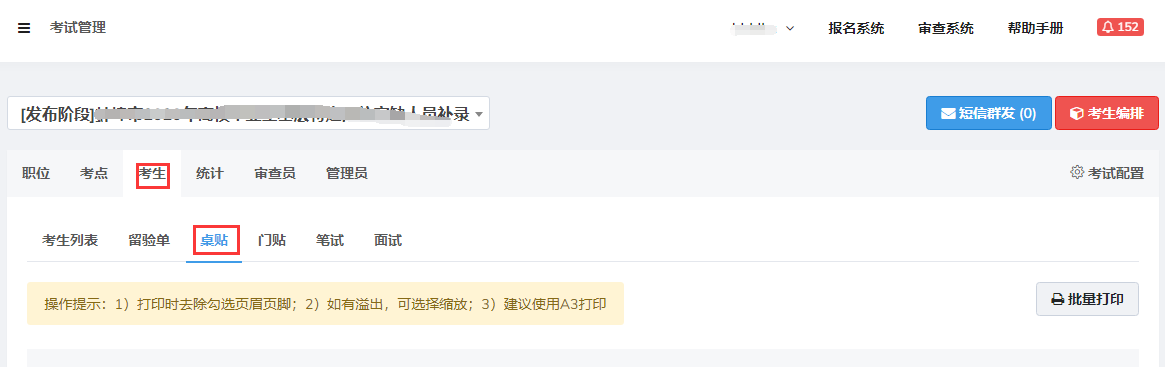 考试管理
报名系统
审查系统
帮助手册
152
[发布阶段]
人员补录
短信群发 (0)
考生编排
职位
考点
考生
统计
审查员
管理员
考试配置
考生列表
留验单
桌贴
门贴
笔试
面试
操作提示：1）打印时去除勾选页眉页脚；2）如有溢出，可选择缩放；3）建议使用A3打印
批量打印